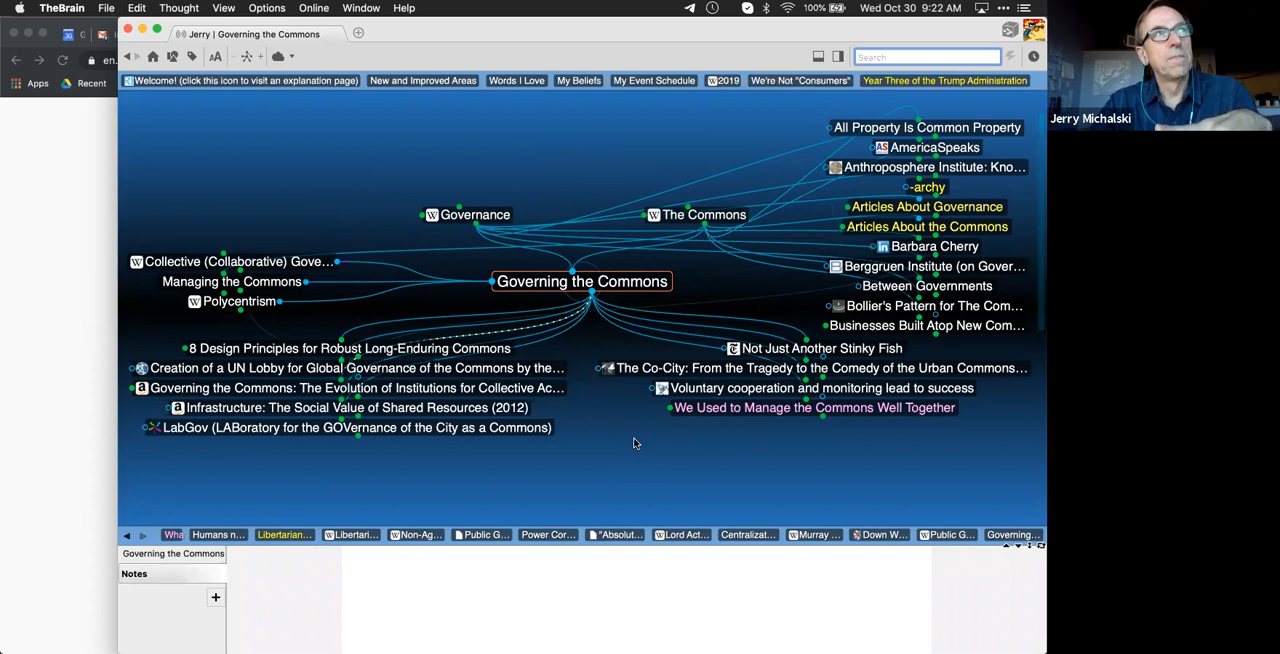 TheBrain File Edit Thought View Options Online Window Help 100% Wed Oct 30 9:22 AM
Jerry | Governing the Commons
en.
Apps Recent
AA
Search
Welcome! (click this icon to visit an explanation page) New and Improved Areas Words I Love My Beliefs My Event Schedule W 2019 We're Not "Consumers" Year Three of the Trump Administration
Jerry Michalski
All Property Is Common Property
AS AmericaSpeaks
Anthroposphere Institute: Kno...
-archy
Articles About Governance
Articles About the Commons
in Barbara Cherry
Berggruen Institute (on Gover...
Between Governments
Bollier's Pattern for The Com...
Businesses Built Atop New Com...
W Governance
W The Commons
W Collective (Collaborative) Gove...
Managing the Commons
W Polycentrism
Governing the Commons
8 Design Principles for Robust Long-Enduring Commons
Creation of a UN Lobby for Global Governance of the Commons by the...
a Governing the Commons: The Evolution of Institutions for Collective Ac...
a Infrastructure: The Social Value of Shared Resources (2012)
LabGov (LABoratory for the GOVernance of the City as a Commons)
Not Just Another Stinky Fish
The Co-City: From the Tragedy to the Comedy of the Urban Commons...
Voluntary cooperation and monitoring lead to success
We Used to Manage the Commons Well Together
Wha Humans n... Libertarian... W Libertari... W Non-Ag... Public G... Power Cor... "Absolut... W Lord Act... Centralizat... W Murray ... Down W... W Public G... Governing...
Governing the Commons
Notes
+